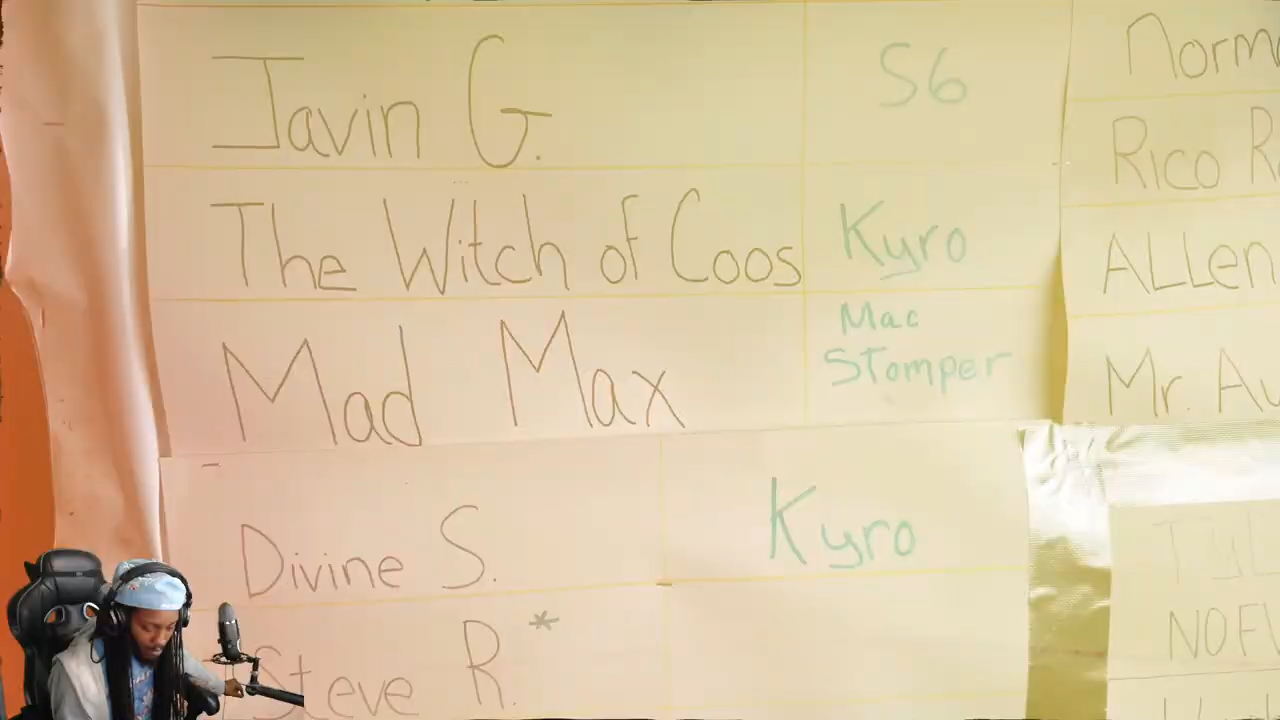 Javin G. S6
The Witch of Coos Kyro
Mad Max Mac Stomper
Divine S. Kyro
Steve R.*
Norm
Rico R
ALLen
Mr. Au
NOFL